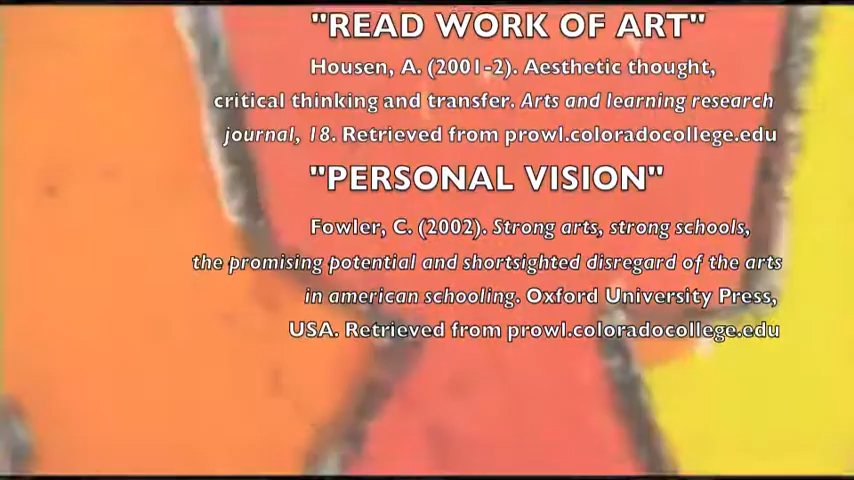 "READ WORK OF ART"
Housen, A. (2001-2). Aesthetic thought,
critical thinking and transfer. Arts and learning research
journal, 18. Retrieved from prowl.coloradocollege.edu
"PERSONAL VISION"
Fowler, C. (2002). Strong arts, strong schools,
the promising potential and shortsighted disregard of the arts
in american schooling. Oxford University Press,
USA. Retrieved from prowl.coloradocollege.edu